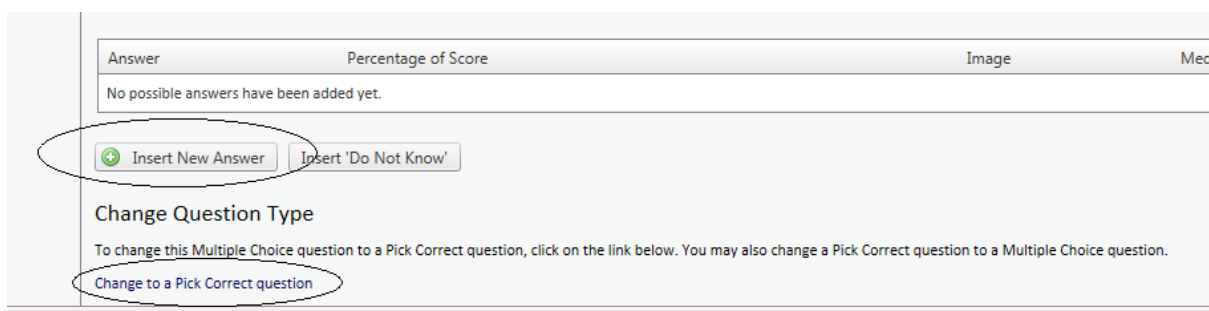 Answer Percentage of Score Image Med
No possible answers have been added yet.
Insert New Answer Insert 'Do Not Know'
Change Question Type
To change this Multiple Choice question to a Pick Correct question, click on the link below. You may also change a Pick Correct question to a Multiple Choice question.
Change to a Pick Correct question